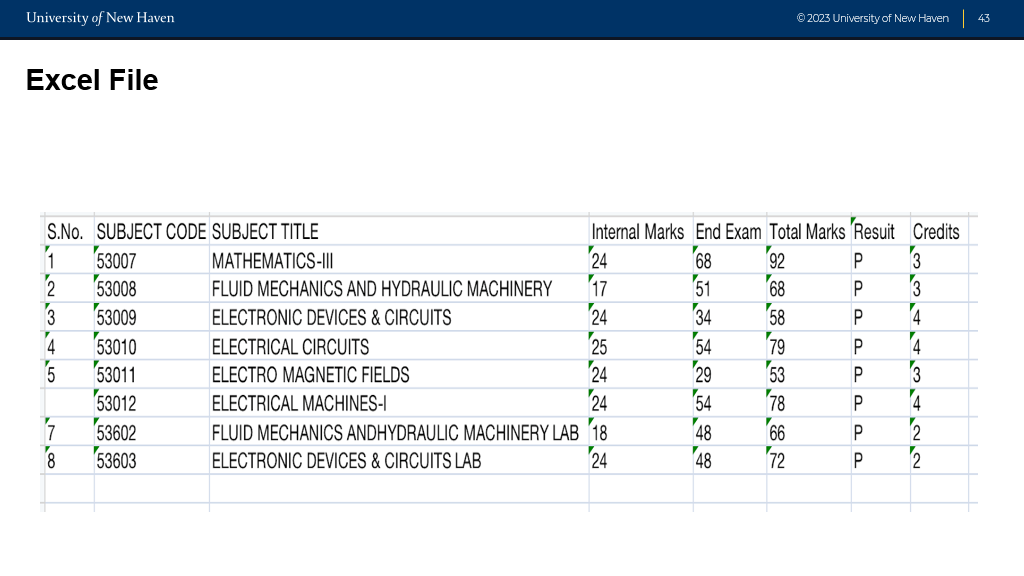 University of New Haven
© 2023 University of New Haven 43
Excel File
S.No. SUBJECT CODE SUBJECT TITLE Internal Marks End Exam Total Marks Resuit Credits
1 53007 MATHEMATICS-III 24 68 92 P 3
2 53008 FLUID MECHANICS AND HYDRAULIC MACHINERY 17 51 68 P 3
3 53009 ELECTRONIC DEVICES & CIRCUITS 24 34 58 P 4
4 53010 ELECTRICAL CIRCUITS 25 54 79 P 4
5 53011 ELECTRO MAGNETIC FIELDS 24 29 53 P 3
53012 ELECTRICAL MACHINES-I 24 54 78 P 4
7 53602 FLUID MECHANICS ANDHYDRAULIC MACHINERY LAB 18 48 66 P 2
8 53603 ELECTRONIC DEVICES & CIRCUITS LAB 24 48 72 P 2